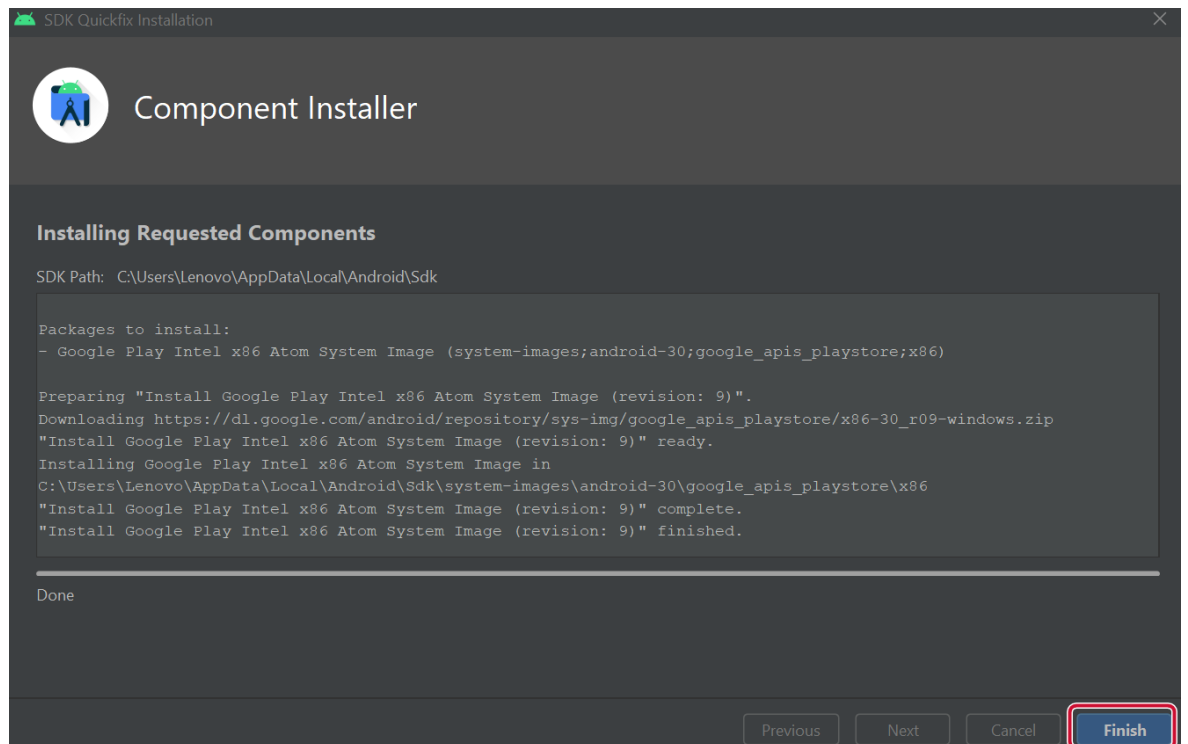 SDK Quickfix Installation
Component Installer
Installing Requested Components
SDK Path: C:\Users\Lenovo\AppData\Local\Android\Sdk
Packages to install:
- Google Play Intel x86 Atom System Image (system-images;android-30;google_apis_playstore;x86)
Preparing "Install Google Play Intel x86 Atom System Image (revision: 9)".
Downloading https://dl.google.com/android/repository/sys-img/google_apis_playstore/x86-30_r09-windows.zip
"Install Google Play Intel x86 Atom System Image (revision: 9)" ready.
Installing Google Play Intel x86 Atom System Image in
C:\Users\Lenovo\AppData\Local\Android\Sdk\system-images\android-30\google_apis_playstore\x86
"Install Google Play Intel x86 Atom System Image (revision: 9)" complete.
"Install Google Play Intel x86 Atom System Image (revision: 9)" finished.
Done
Previous Next Cancel Finish